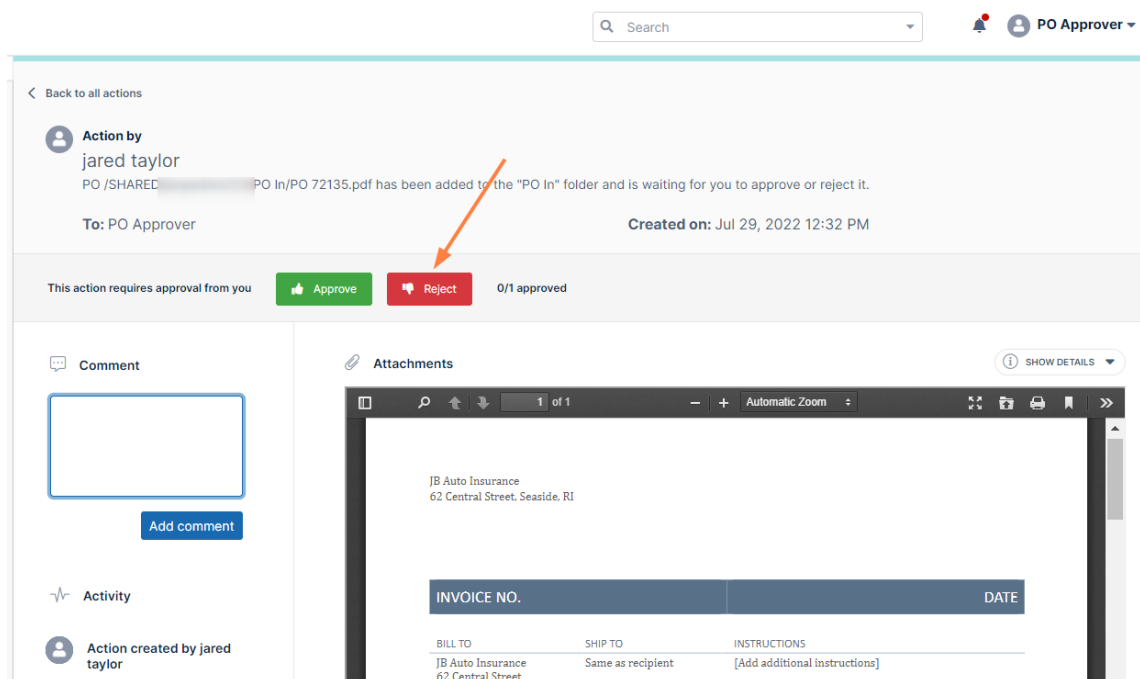 Search
PO Approver
Back to all actions
Action by
jared taylor
PO /SHARED PO In/PO 72135.pdf has been added to the "PO In" folder and is waiting for you to approve or reject it.
To: PO Approver
Created on: Jul 29, 2022 12:32 PM
This action requires approval from you
Approve
Reject
0/1 approved
Comment
Add comment
Activity
Action created by jared
taylor
Attachments
SHOW DETAILS
1 of 1
Automatic Zoom
JB Auto Insurance
62 Central Street, Seaside, RI
INVOICE NO. DATE
BILL TO SHIP TO INSTRUCTIONS
JB Auto Insurance Same as recipient [Add additional instructions]
62 Central Street